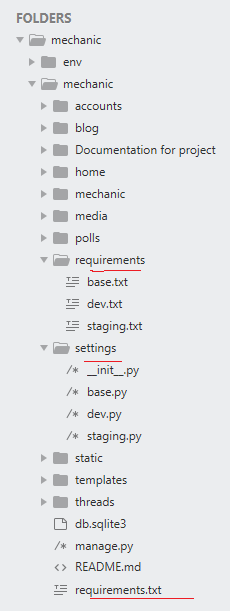 FOLDERS
mechanic
env
mechanic
accounts
blog
Documentation for project
home
mechanic
media
polls
requirements
base.txt
dev.txt
staging.txt
settings
/* __init__.py
/* base.py
/* dev.py
/* staging.py
static
templates
threads
db.sqlite3
/* manage.py
<> README.md
requirements.txt